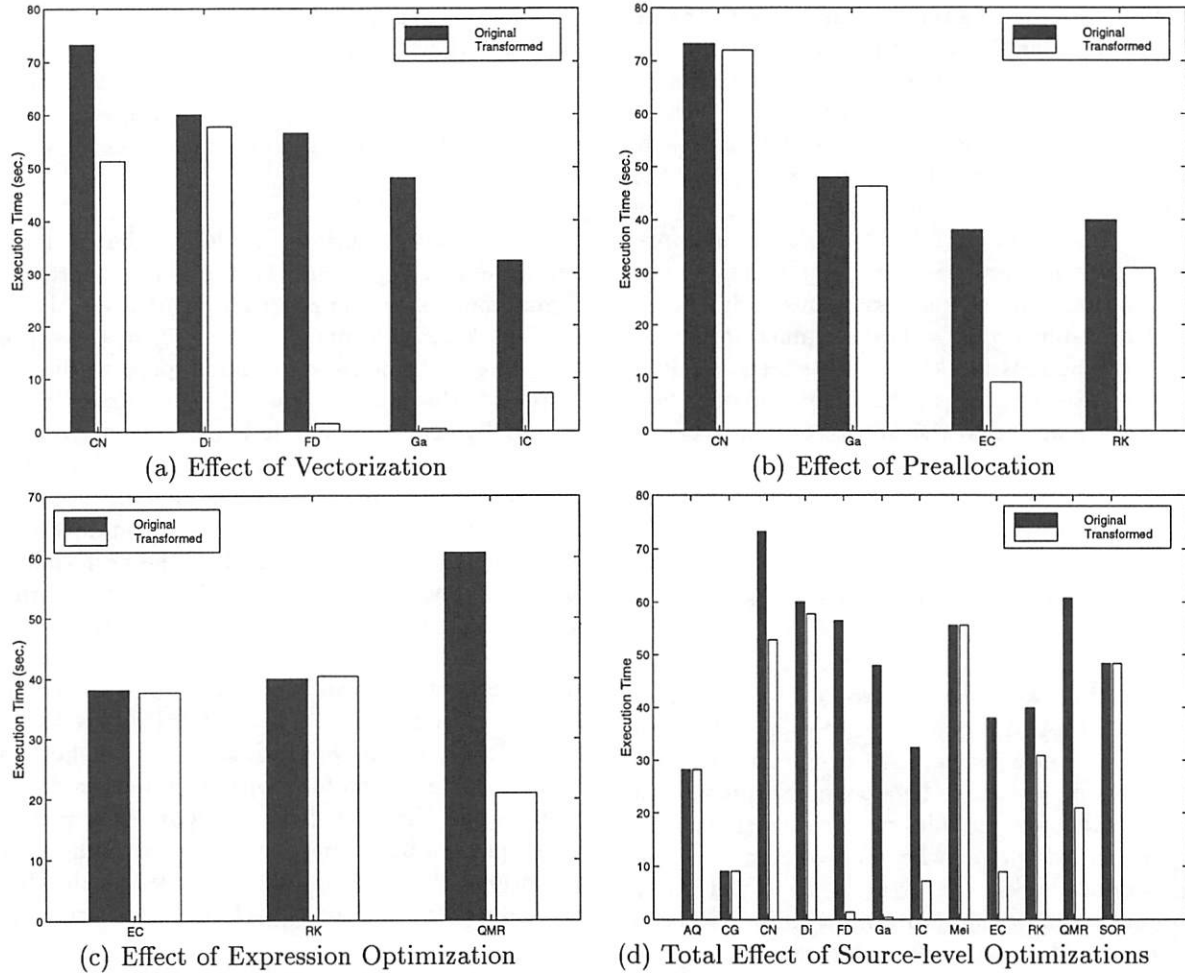 80
70
60
50
40
30
20
10
0
Execution Time (sec.)
Original
Transformed
CN Di FD Ga IC
(a) Effect of Vectorization
80
70
60
50
40
30
20
10
0
Execution Time (sec.)
Original
Transformed
CN Ga EC RK
(b) Effect of Preallocation
70
60
50
40
30
20
10
0
Execution Time (sec.)
Original
Transformed
EC RK QMR
(c) Effect of Expression Optimization
80
70
60
50
40
30
20
10
0
Execution Time
Original
Transformed
AQ CG CN Di FD Ga IC Mei EC RK QMR SOR
(d) Total Effect of Source-level Optimizations